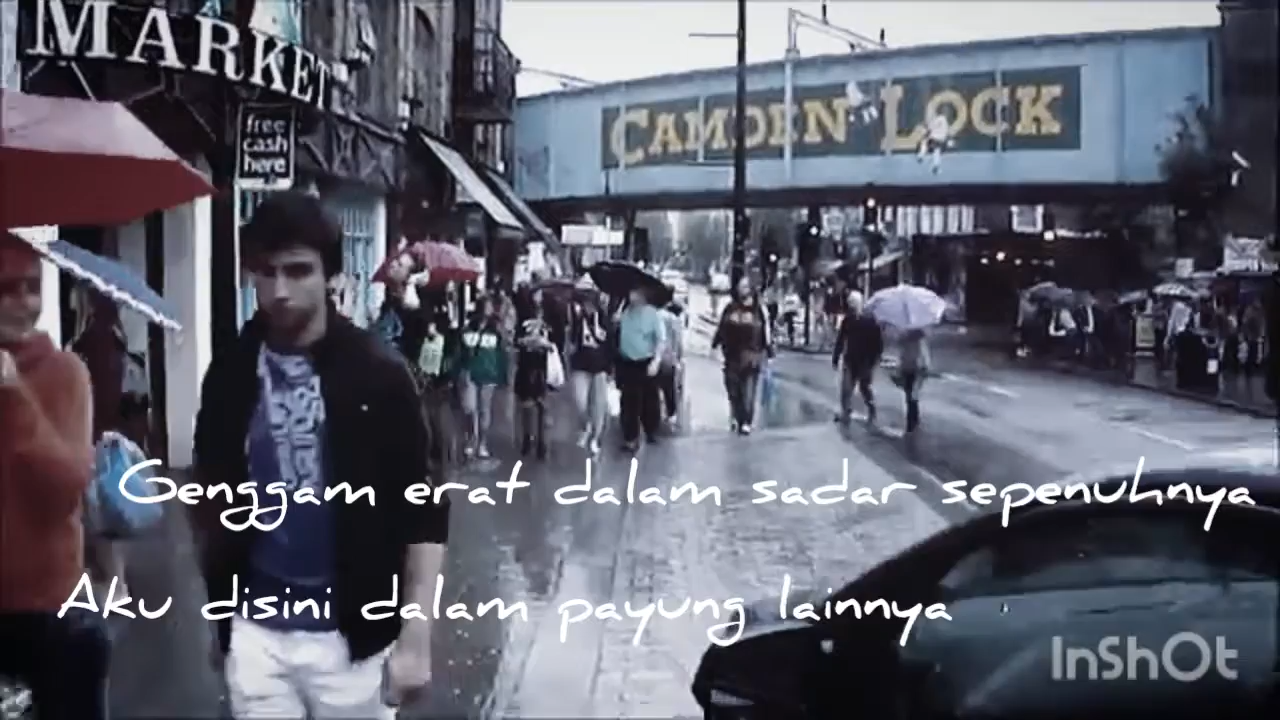 MARKET
free
cash
here
CAMDEN LOCK
Genggam erat dalam sadar sepenuhnya
Aku disini dalam payung lainnya
InShOt